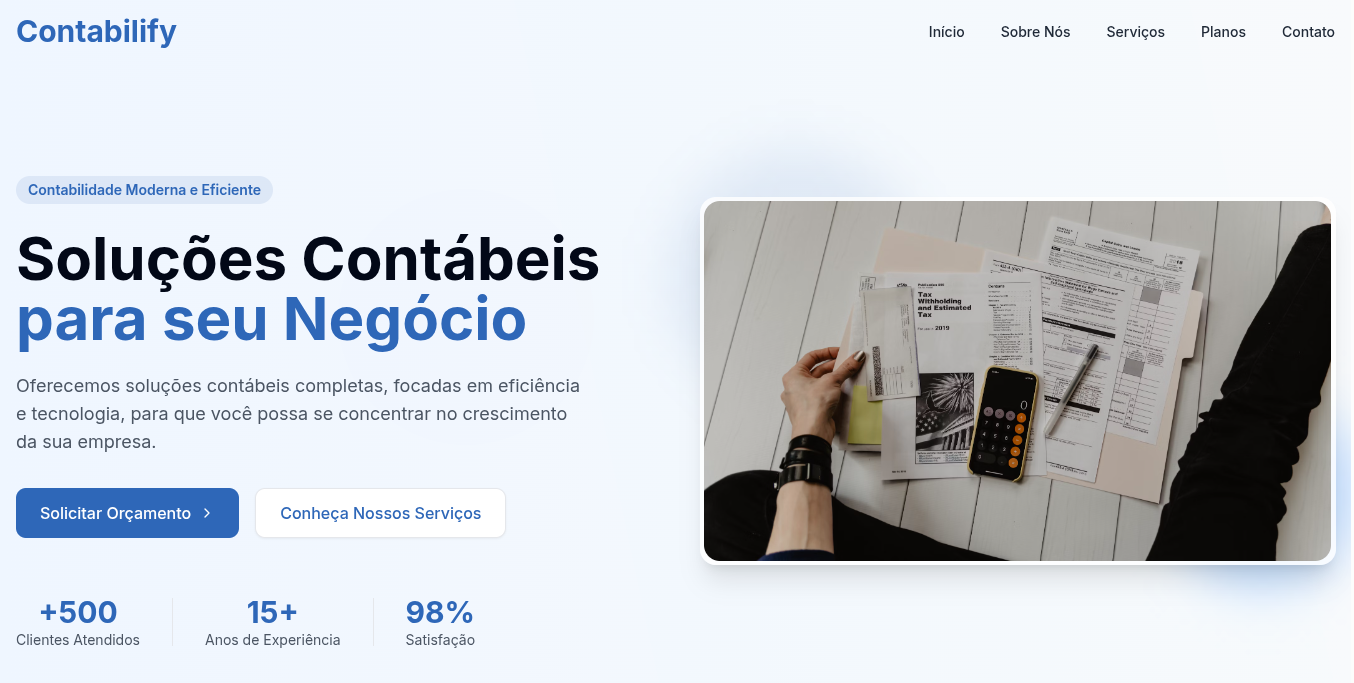 Contabilify
Início
Sobre Nós
Serviços
Planos
Contato
Contabilidade Moderna e Eficiente
Soluções Contábeis
para seu Negócio
Oferecemos soluções contábeis completas, focadas em eficiência
e tecnologia, para que você possa se concentrar no crescimento
da sua empresa.
Solicitar Orçamento
Conheça Nossos Serviços
+500
Clientes Atendidos
15+
Anos de Experiência
98%
Satisfação
Tax
Withholding
and Estimated
Tax
2019
Contents
0